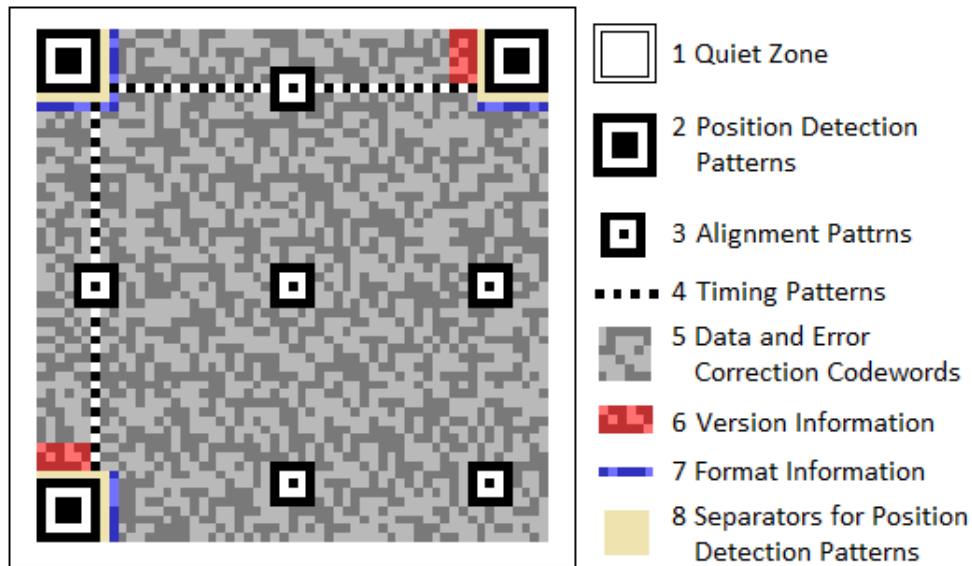 1 Quiet Zone
2 Position Detection
Patterns
3 Alignment Pattrns
4 Timing Patterns
5 Data and Error
Correction Codewords
6 Version Information
7 Format Information
8 Separators for Position
Detection Patterns